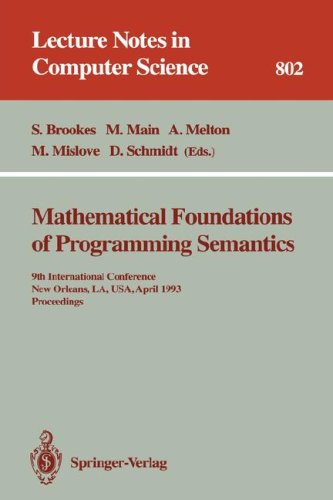 Lecture Notes in
Computer Science 802
S. Brookes M. Main A. Melton
M. Mislove D. Schmidt (Eds.)
Mathematical Foundations
of Programming Semantics
9th International Conference
New Orleans, LA, USA, April 1993
Proceedings
Springer-Verlag